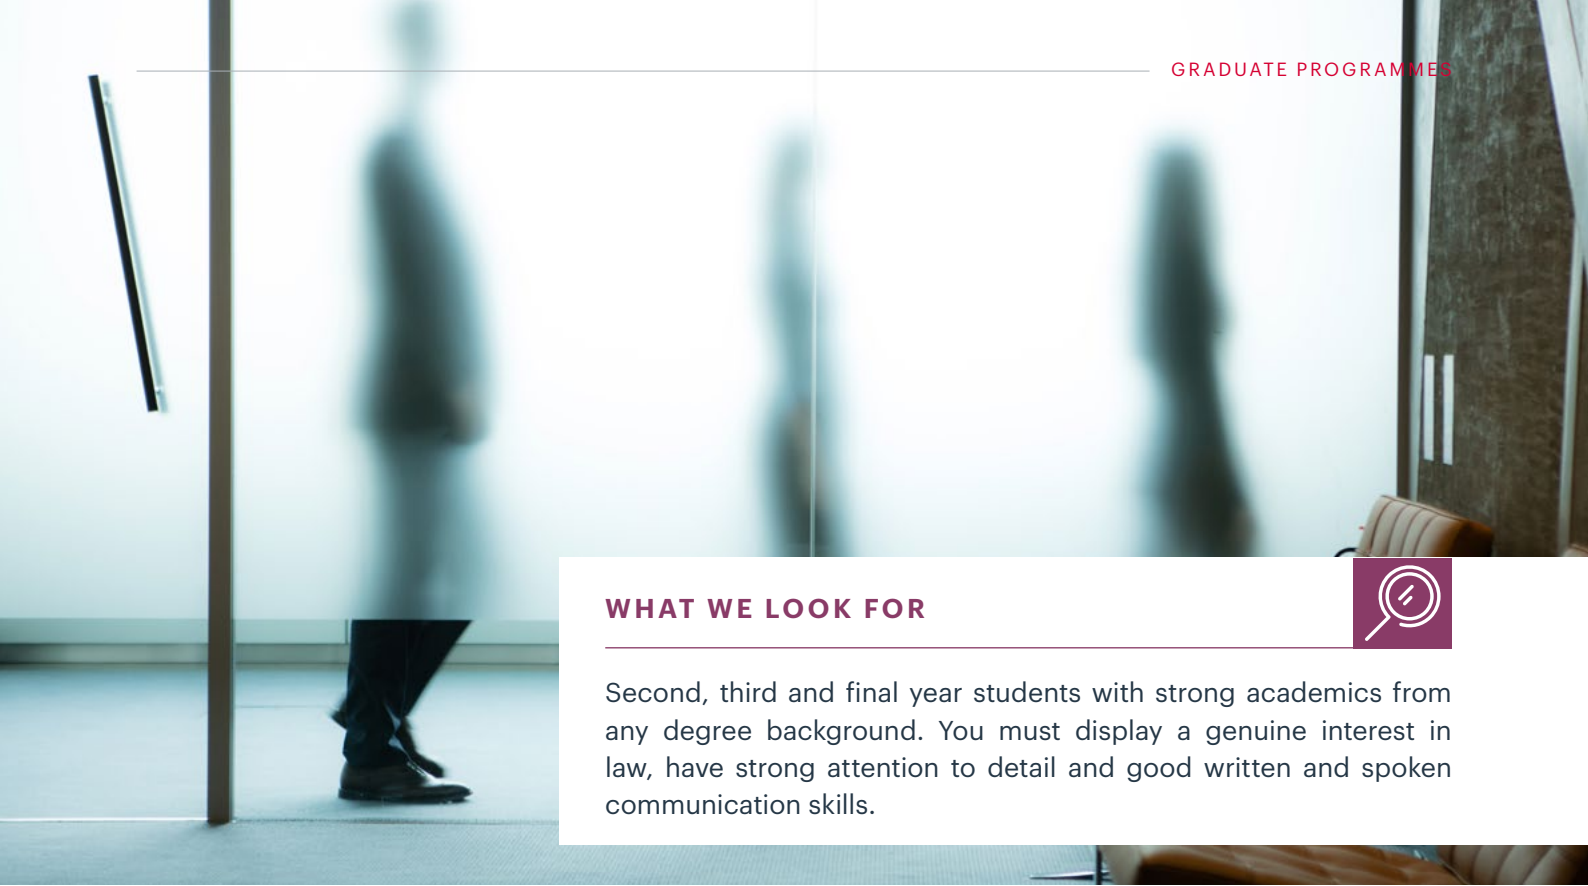 GRADUATE PROGRAMMES
WHAT WE LOOK FOR
Second, third and final year students with strong academics from
any degree background. You must display a genuine interest in
law, have strong attention to detail and good written and spoken
communication skills.